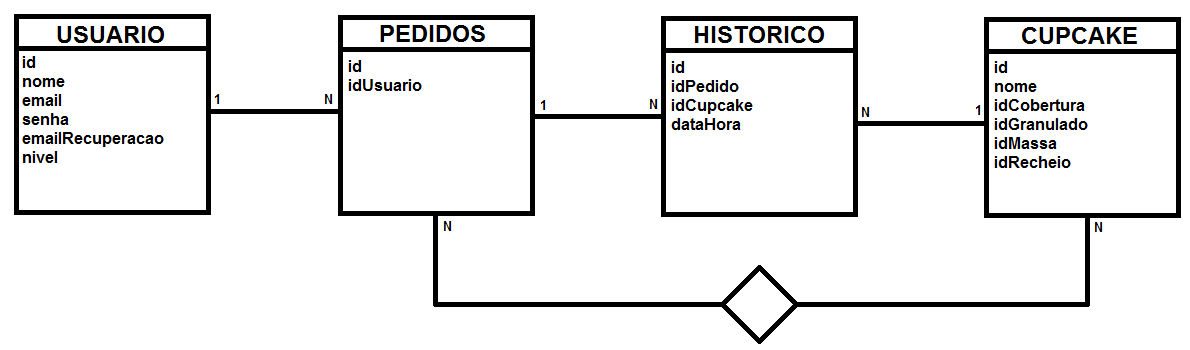 USUARIO
id
nome
email
senha
emailRecuperacao
nivel
1
N
PEDIDOS
id
idUsuario
1
N
HISTORICO
id
idPedido
idCupcake
dataHora
N
1
CUPCAKE
id
nome
idCobertura
idGranulado
idMassa
idRecheio
N
N